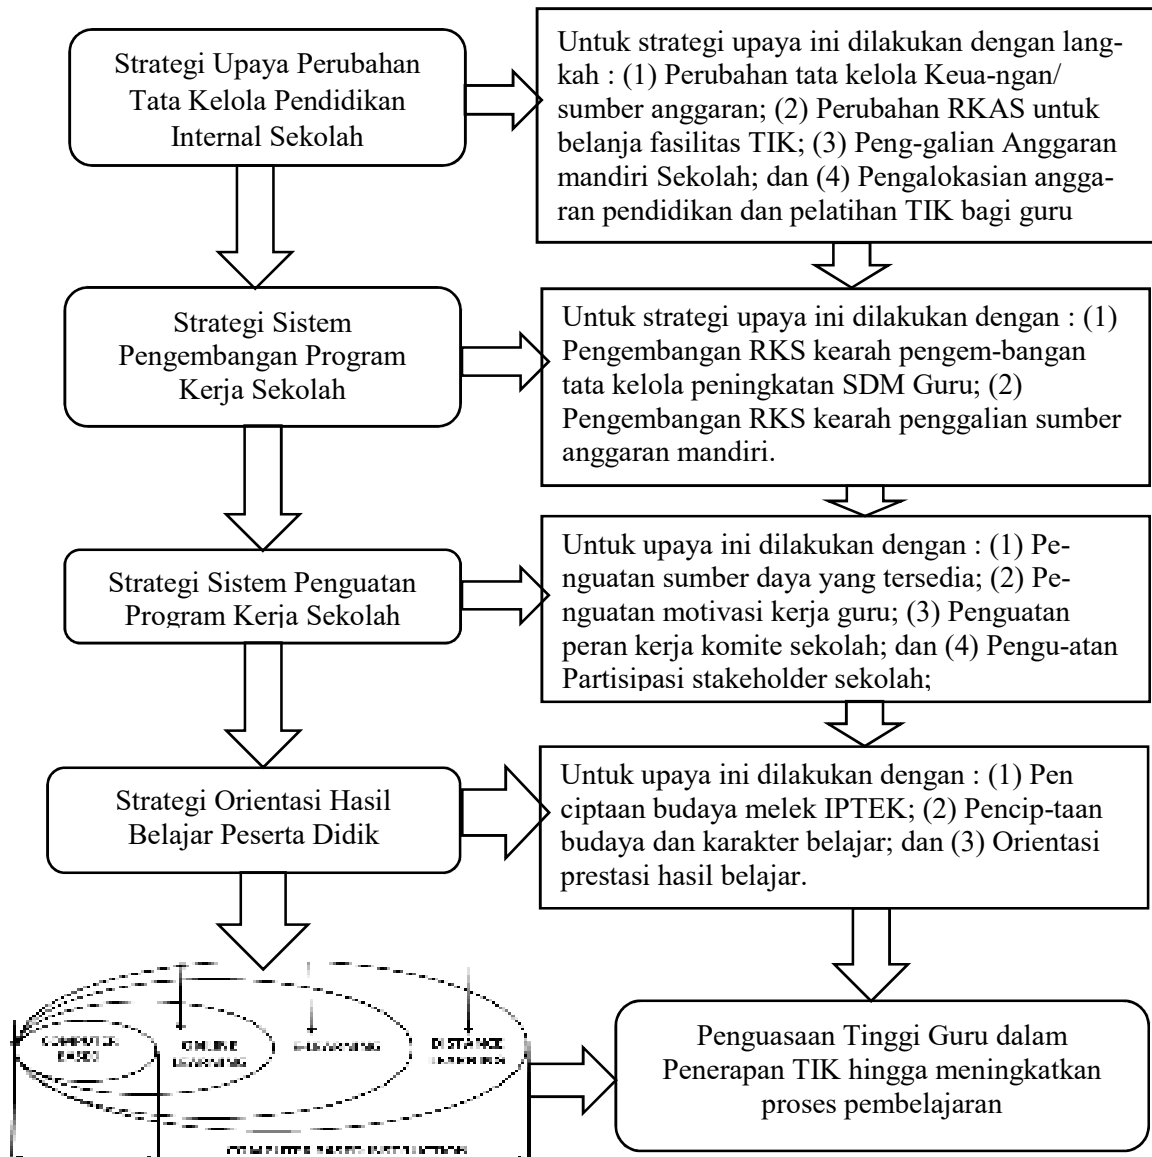 Strategi Upaya Perubahan
Tata Kelola Pendidikan
Internal Sekolah
Untuk strategi upaya ini dilakukan dengan lang-
kah : (1) Perubahan tata kelola Keua-ngan/
sumber anggaran; (2) Perubahan RKAS untuk
belanja fasilitas TIK; (3) Peng-galian Anggaran
mandiri Sekolah; dan (4) Pengalokasian angga-
ran pendidikan dan pelatihan TIK bagi guru
Strategi Sistem
Pengembangan Program
Kerja Sekolah
Untuk strategi upaya ini dilakukan dengan : (1)
Pengembangan RKS kearah pengem-bangan
tata kelola peningkatan SDM Guru; (2)
Pengembangan RKS kearah penggalian sumber
anggaran mandiri.
Strategi Sistem Penguatan
Program Kerja Sekolah
Untuk upaya ini dilakukan dengan : (1) Pe-
nguatan sumber daya yang tersedia; (2) Pe-
nguatan motivasi kerja guru; (3) Penguatan
peran kerja komite sekolah; dan (4) Pengu-atan
Partisipasi stakeholder sekolah;
Strategi Orientasi Hasil
Belajar Peserta Didik
Untuk upaya ini dilakukan dengan : (1) Pen
ciptaan budaya melek IPTEK; (2) Pencip-taan
budaya dan karakter belajar; dan (3) Orientasi
prestasi hasil belajar.
COMPUTER
BASED
ONLINE
LEARNING
E-LEARNING
DISTANCE
LEARNING
COMPUTER BASED INSTRUCTION
Penguasaan Tinggi Guru dalam
Penerapan TIK hingga meningkatkan
proses pembelajaran